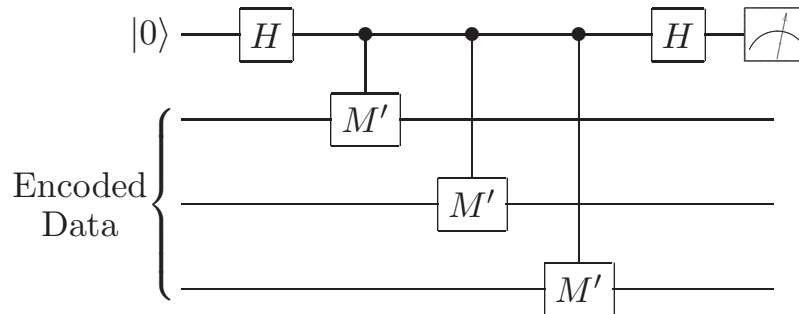 |0⟩ H H
M′
Encoded
Data
M′
M′